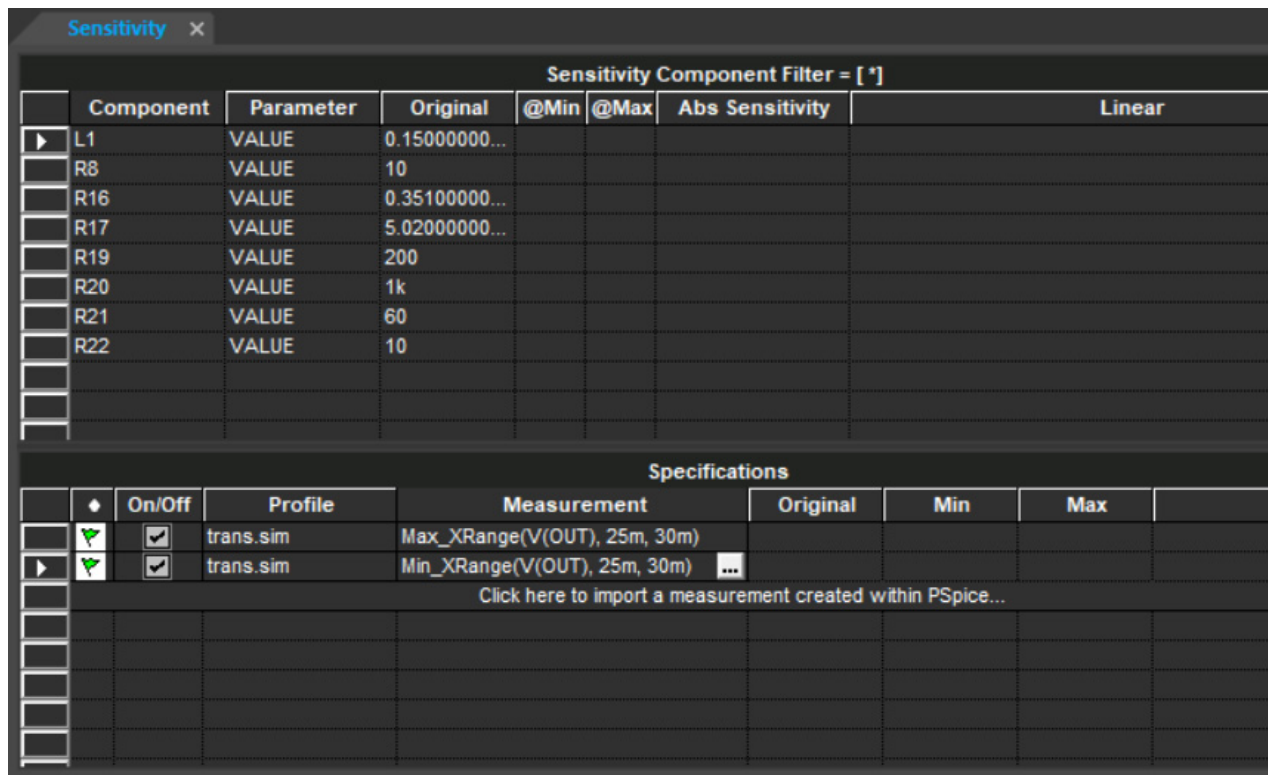 Sensitivity ×
Sensitivity Component Filter = [ *]
Component Parameter Original @Min @Max Abs Sensitivity Linear
L1 VALUE 0.15000000...
R8 VALUE 10
R16 VALUE 0.35100000...
R17 VALUE 5.02000000...
R19 VALUE 200
R20 VALUE 1k
R21 VALUE 60
R22 VALUE 10
Specifications
On/Off Profile Measurement Original Min Max
trans.sim Max_XRange(V(OUT), 25m, 30m)
trans.sim Min_XRange(V(OUT), 25m, 30m) ...
Click here to import a measurement created within PSpice...